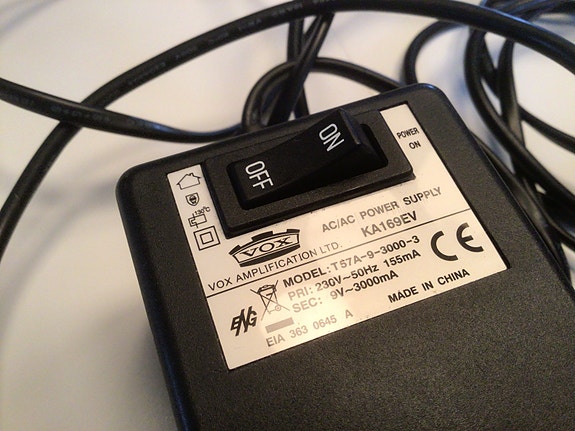 OFF ON
POWER
ON
130°C
AC/AC POWER SUPPLY
VOX
KA169EV
VOX AMPLIFICATION LTD.
MODEL: T57A-9-3000-3
PRI: 230V~50Hz 155mA
SEC: 9V~3000mA
CE
ENG
MADE IN CHINA
EIA 363 0645 A